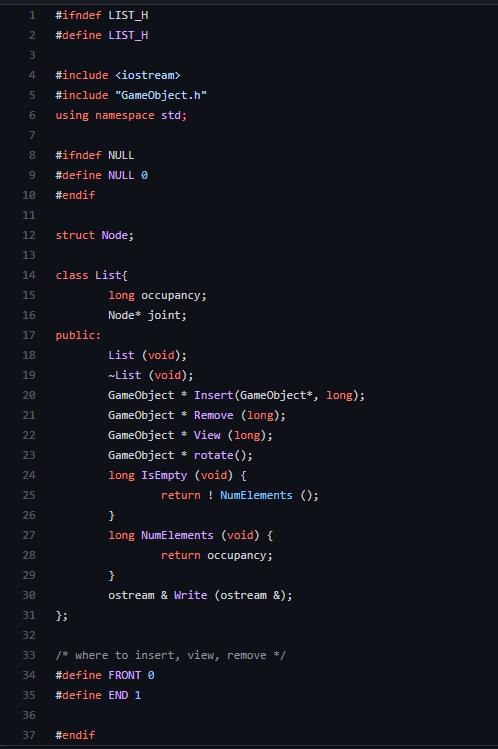 1 #ifndef LIST_H
2 #define LIST_H
3
4 #include <iostream>
5 #include "GameObject.h"
6 using namespace std;
7
8 #ifndef NULL
9 #define NULL 0
10 #endif
11
12 struct Node;
13
14 class List{
15         long occupancy;
16         Node* joint;
17 public:
18         List (void);
19         ~List (void);
20         GameObject * Insert(GameObject*, long);
21         GameObject * Remove (long);
22         GameObject * View (long);
23         GameObject * rotate();
24         long IsEmpty (void) {
25                 return ! NumElements ();
26         }
27         long NumElements (void) {
28                 return occupancy;
29         }
30         ostream & Write (ostream &);
31 };
32
33 /* where to insert, view, remove */
34 #define FRONT 0
35 #define END 1
36
37 #endif